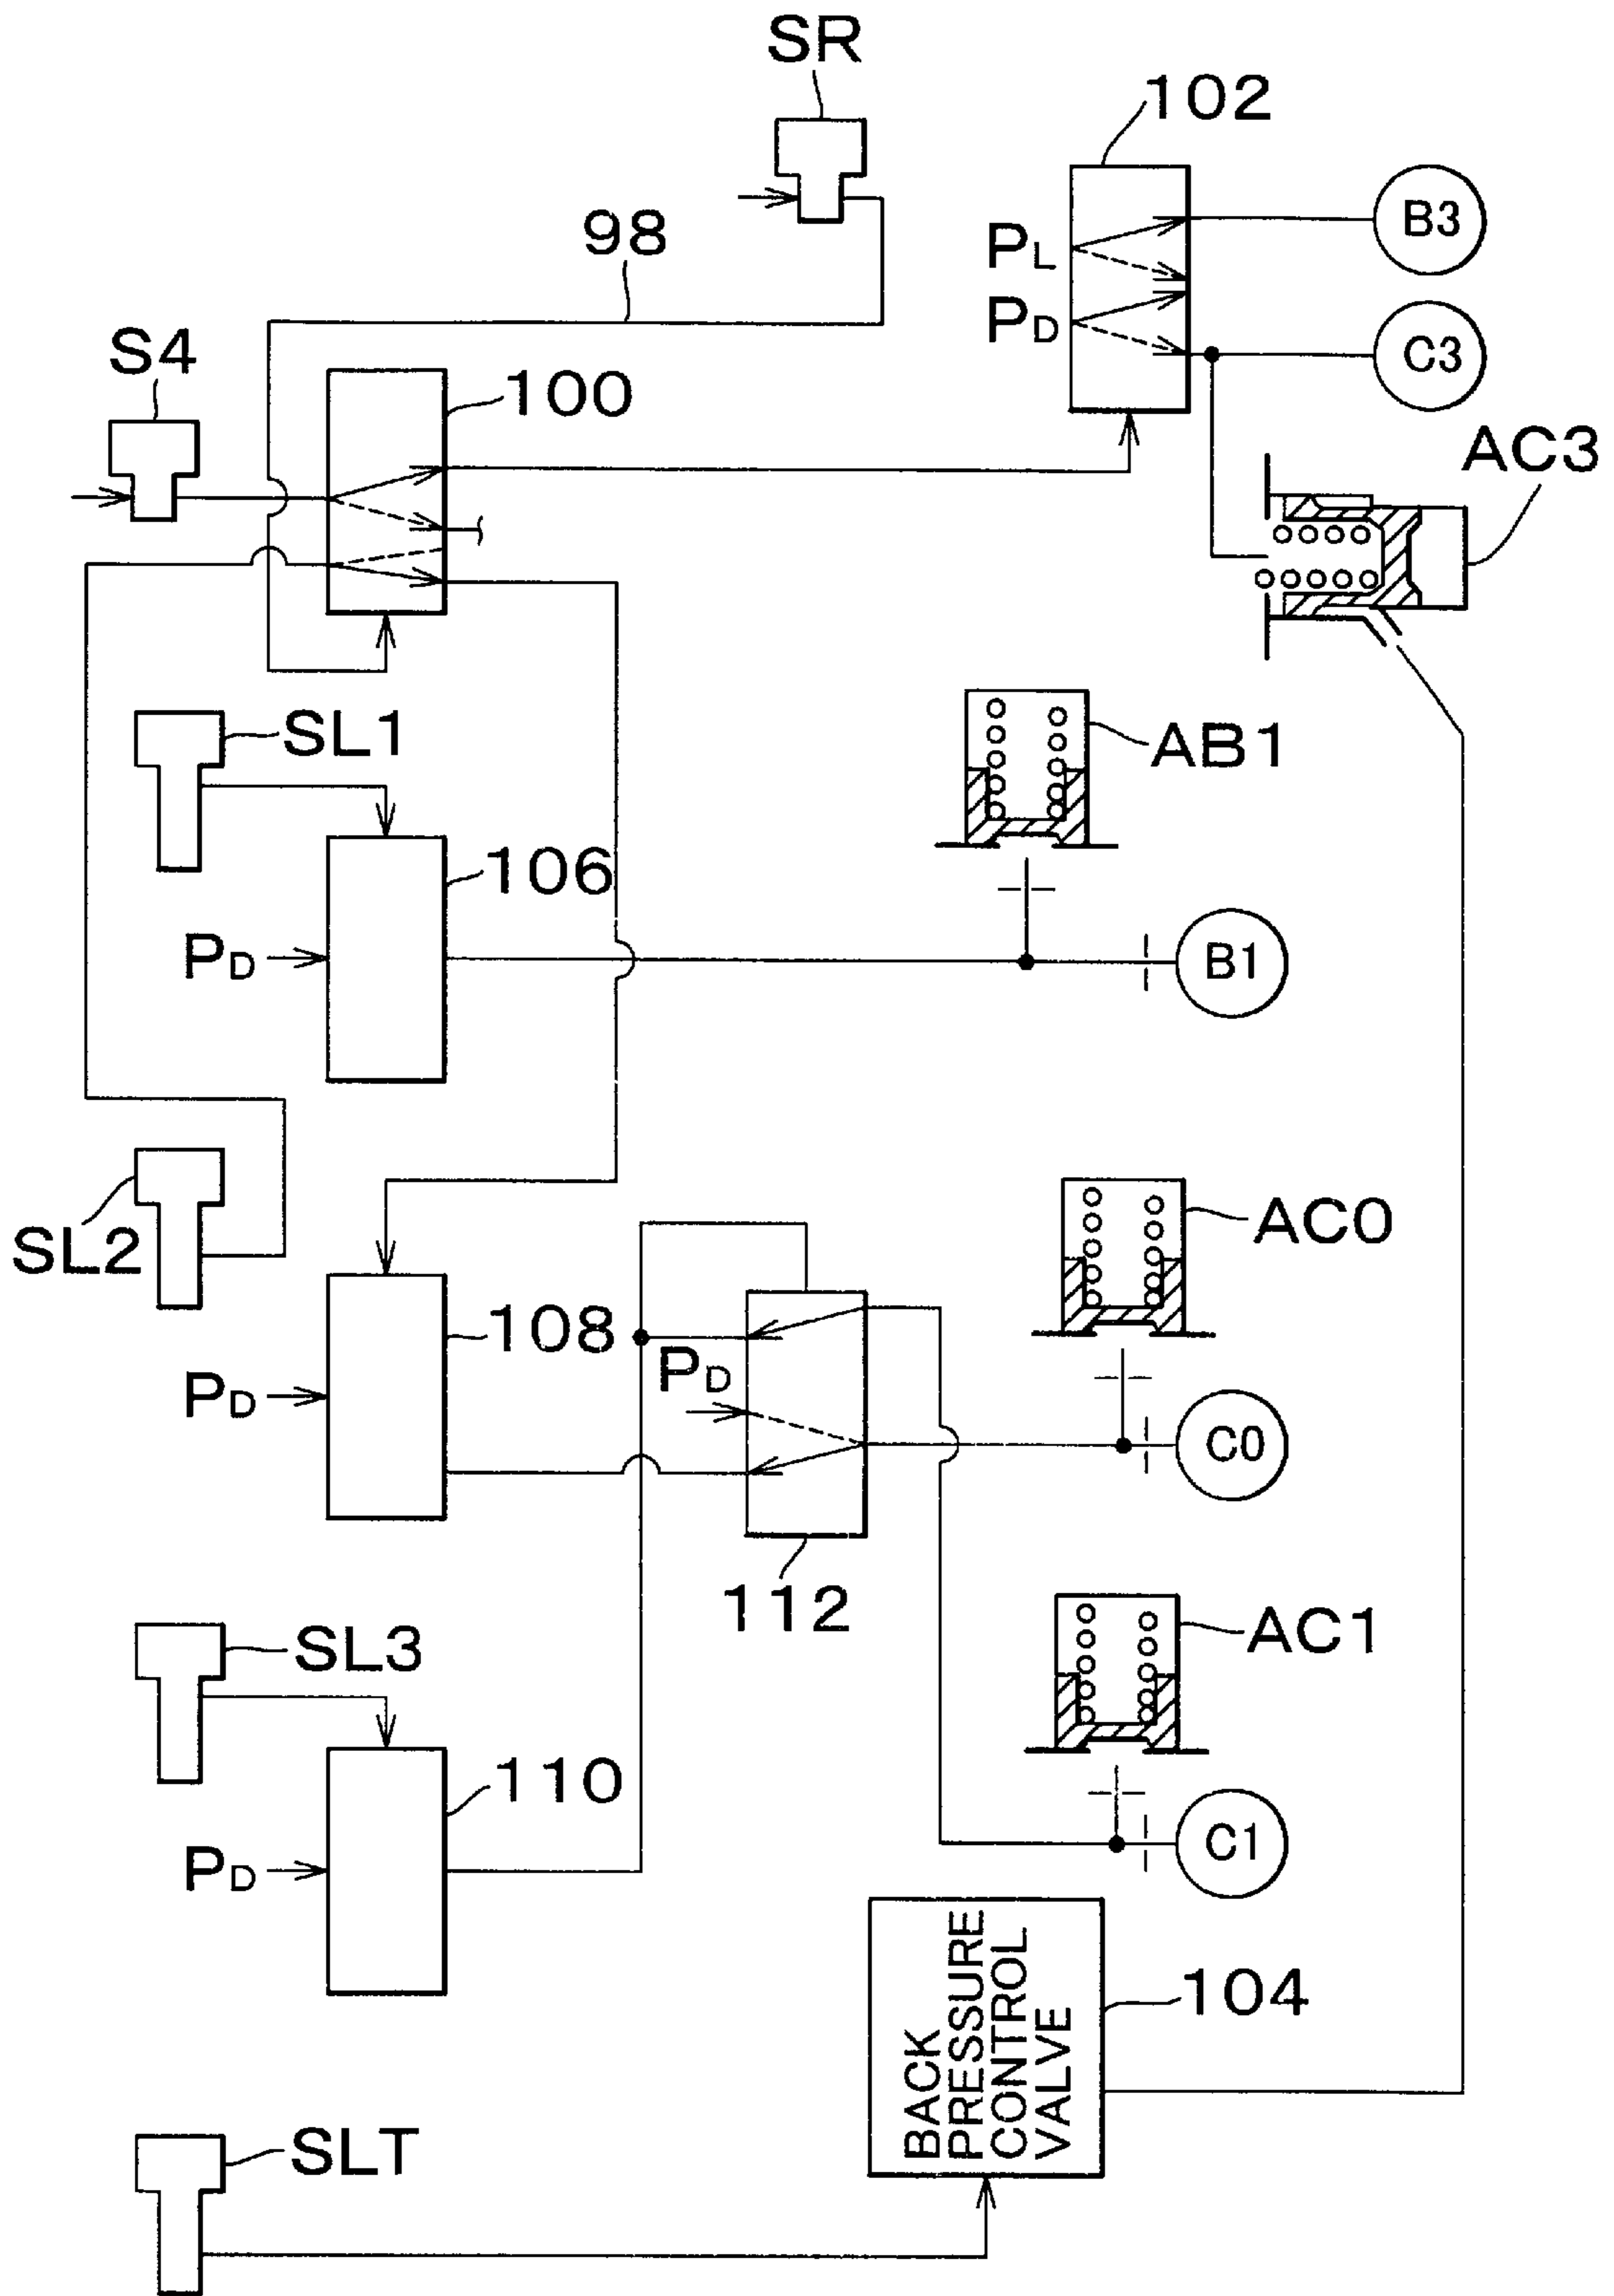 SR
102
98
B3
PL
PD
C3
S4
100
AC3
SL1
AB1
106
PD
B1
SL2
AC0
108
PD
PD
C0
112
SL3
AC1
110
C1
PD
BACK
PRESSURE
CONTROL
VALVE
104
SLT